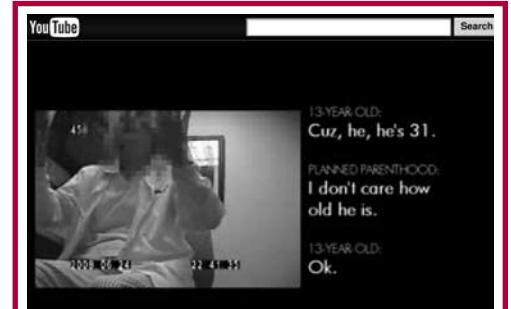 You Tube
Search
456
13-YEAR OLD:
Cuz, he, he's 31.
PLANNED PARENTHOOD:
I don't care how
old he is.
13-YEAR OLD:
Ok.
2008.06.24 22:41:35